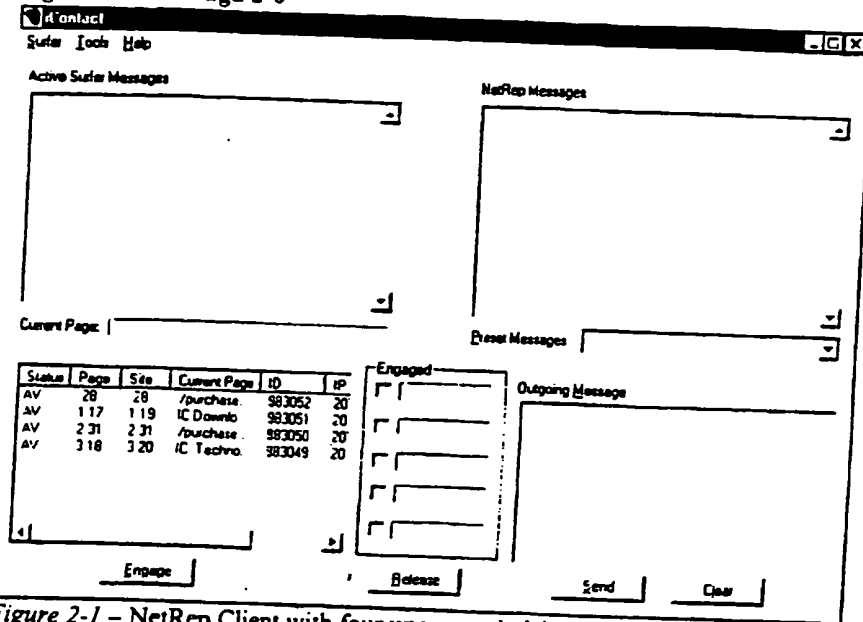 iContact
Surfer Tools Help
Active Surfer Messages
NetRep Messages
Current Page:
Preset Messages
Status Page Site Current Page ID IP
AV 28 28 /purchase. 983052 20
AV 1 17 1 19 IC Downlo 983051 20
AV 2 31 2 31 /purchase. 983050 20
AV 3 18 3 20 IC Techno. 983049 20
Engaged
Outgoing Message
Engage
Release
Send
Clear
Figure 2-1 – NetRep Client with four